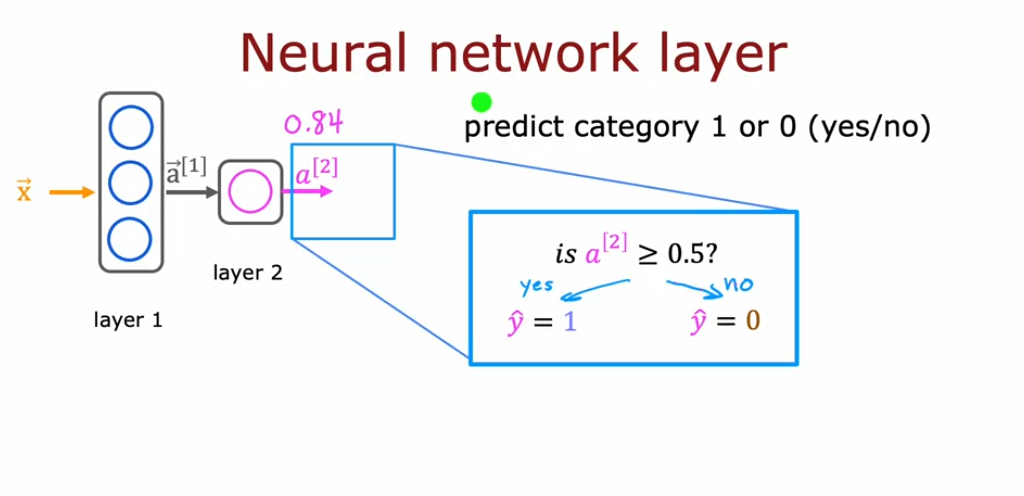 Neural network layer
0.84
predict category 1 or 0 (yes/no)
x⃗
a⃗[1]
a[2]
layer 2
layer 1
is a[2] ≥ 0.5?
yes no
ŷ = 1 ŷ = 0